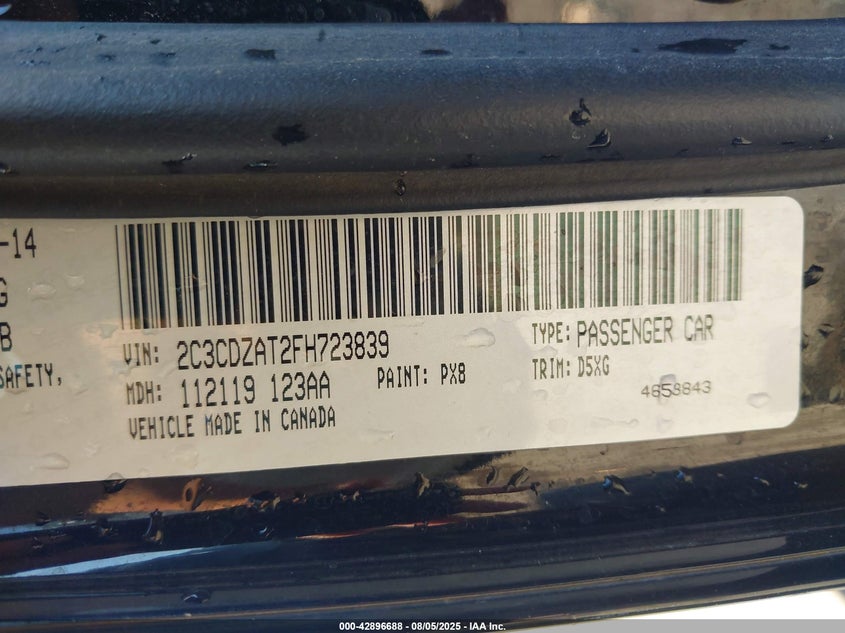 -14
G
B
SAFETY,
VIN: 2C3CDZAT2FH723839
TYPE: PASSENGER CAR
MDH: 112119 123AA
PAINT: PX8
TRIM: D5XG
4658843
VEHICLE MADE IN CANADA
000-42896688 - 08/05/2025 - IAA Inc.